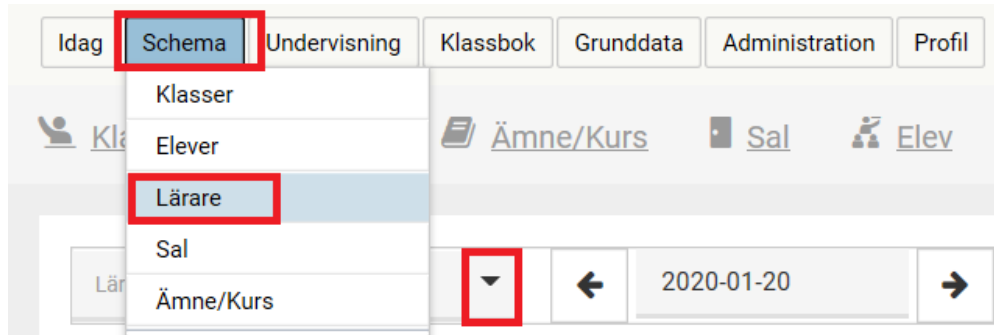 Idag Schema Undervisning Klassbok Grunddata Administration Profil
Klasser
Elever
Ämne/Kurs Sal Elev
Lärare
Sal
2020-01-20
Ämne/Kurs